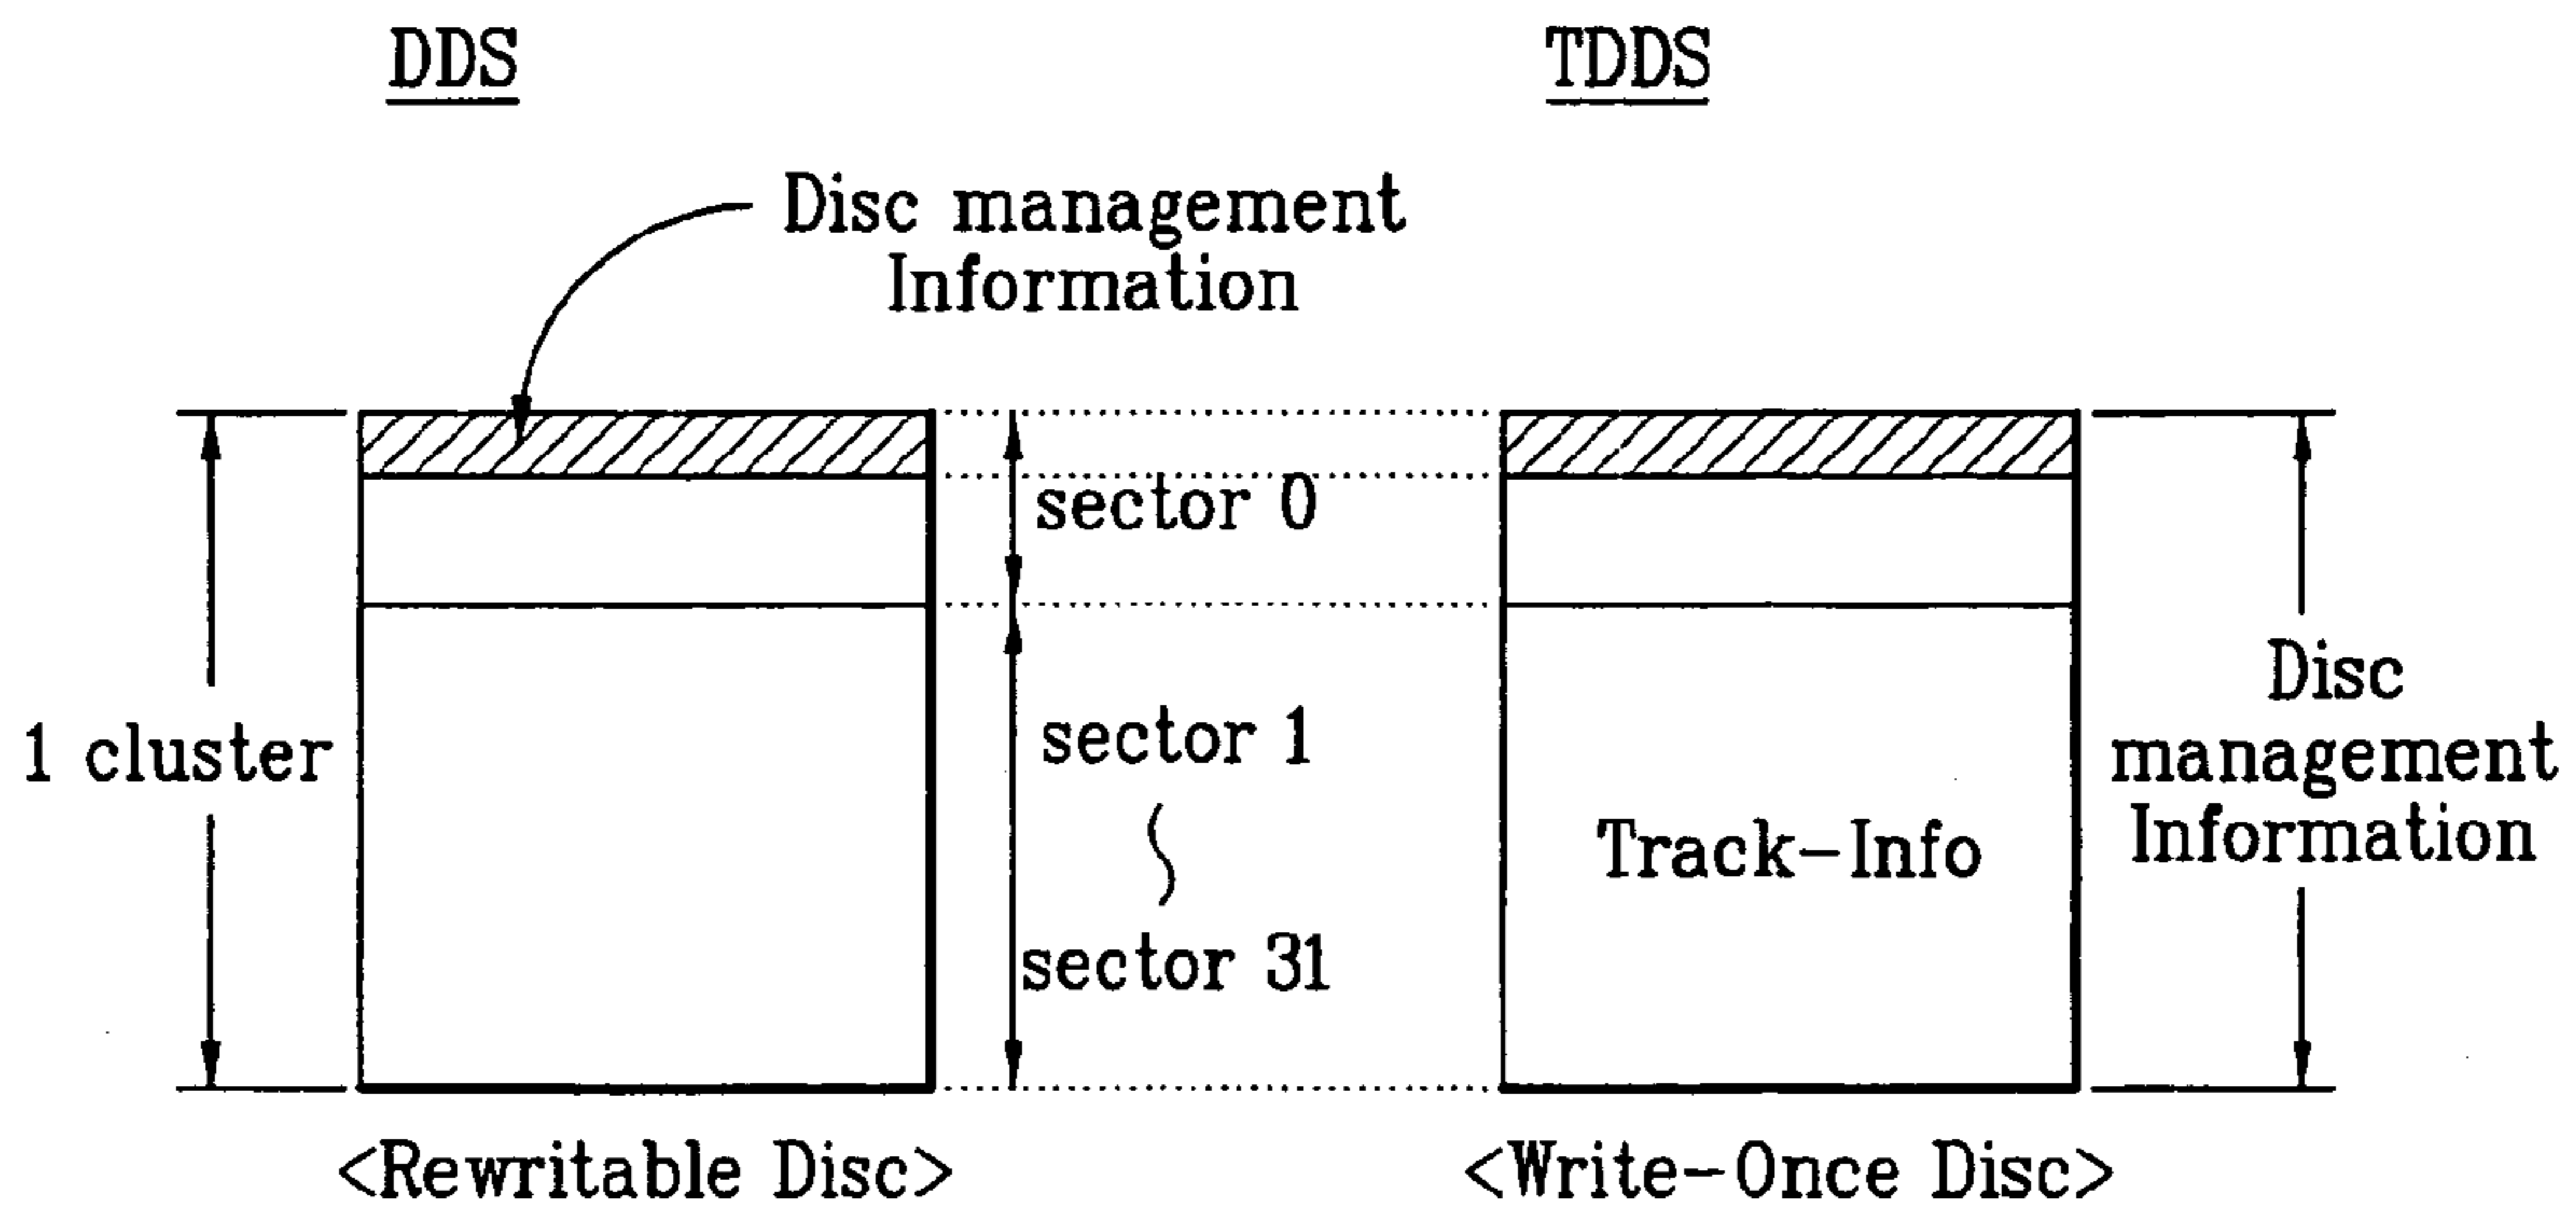 DDS
TDDS
Disc management
Information
sector 0
1 cluster
sector 1
sector 31
Track-Info
Disc
management
Information
<Rewritable Disc>
<Write-Once Disc>